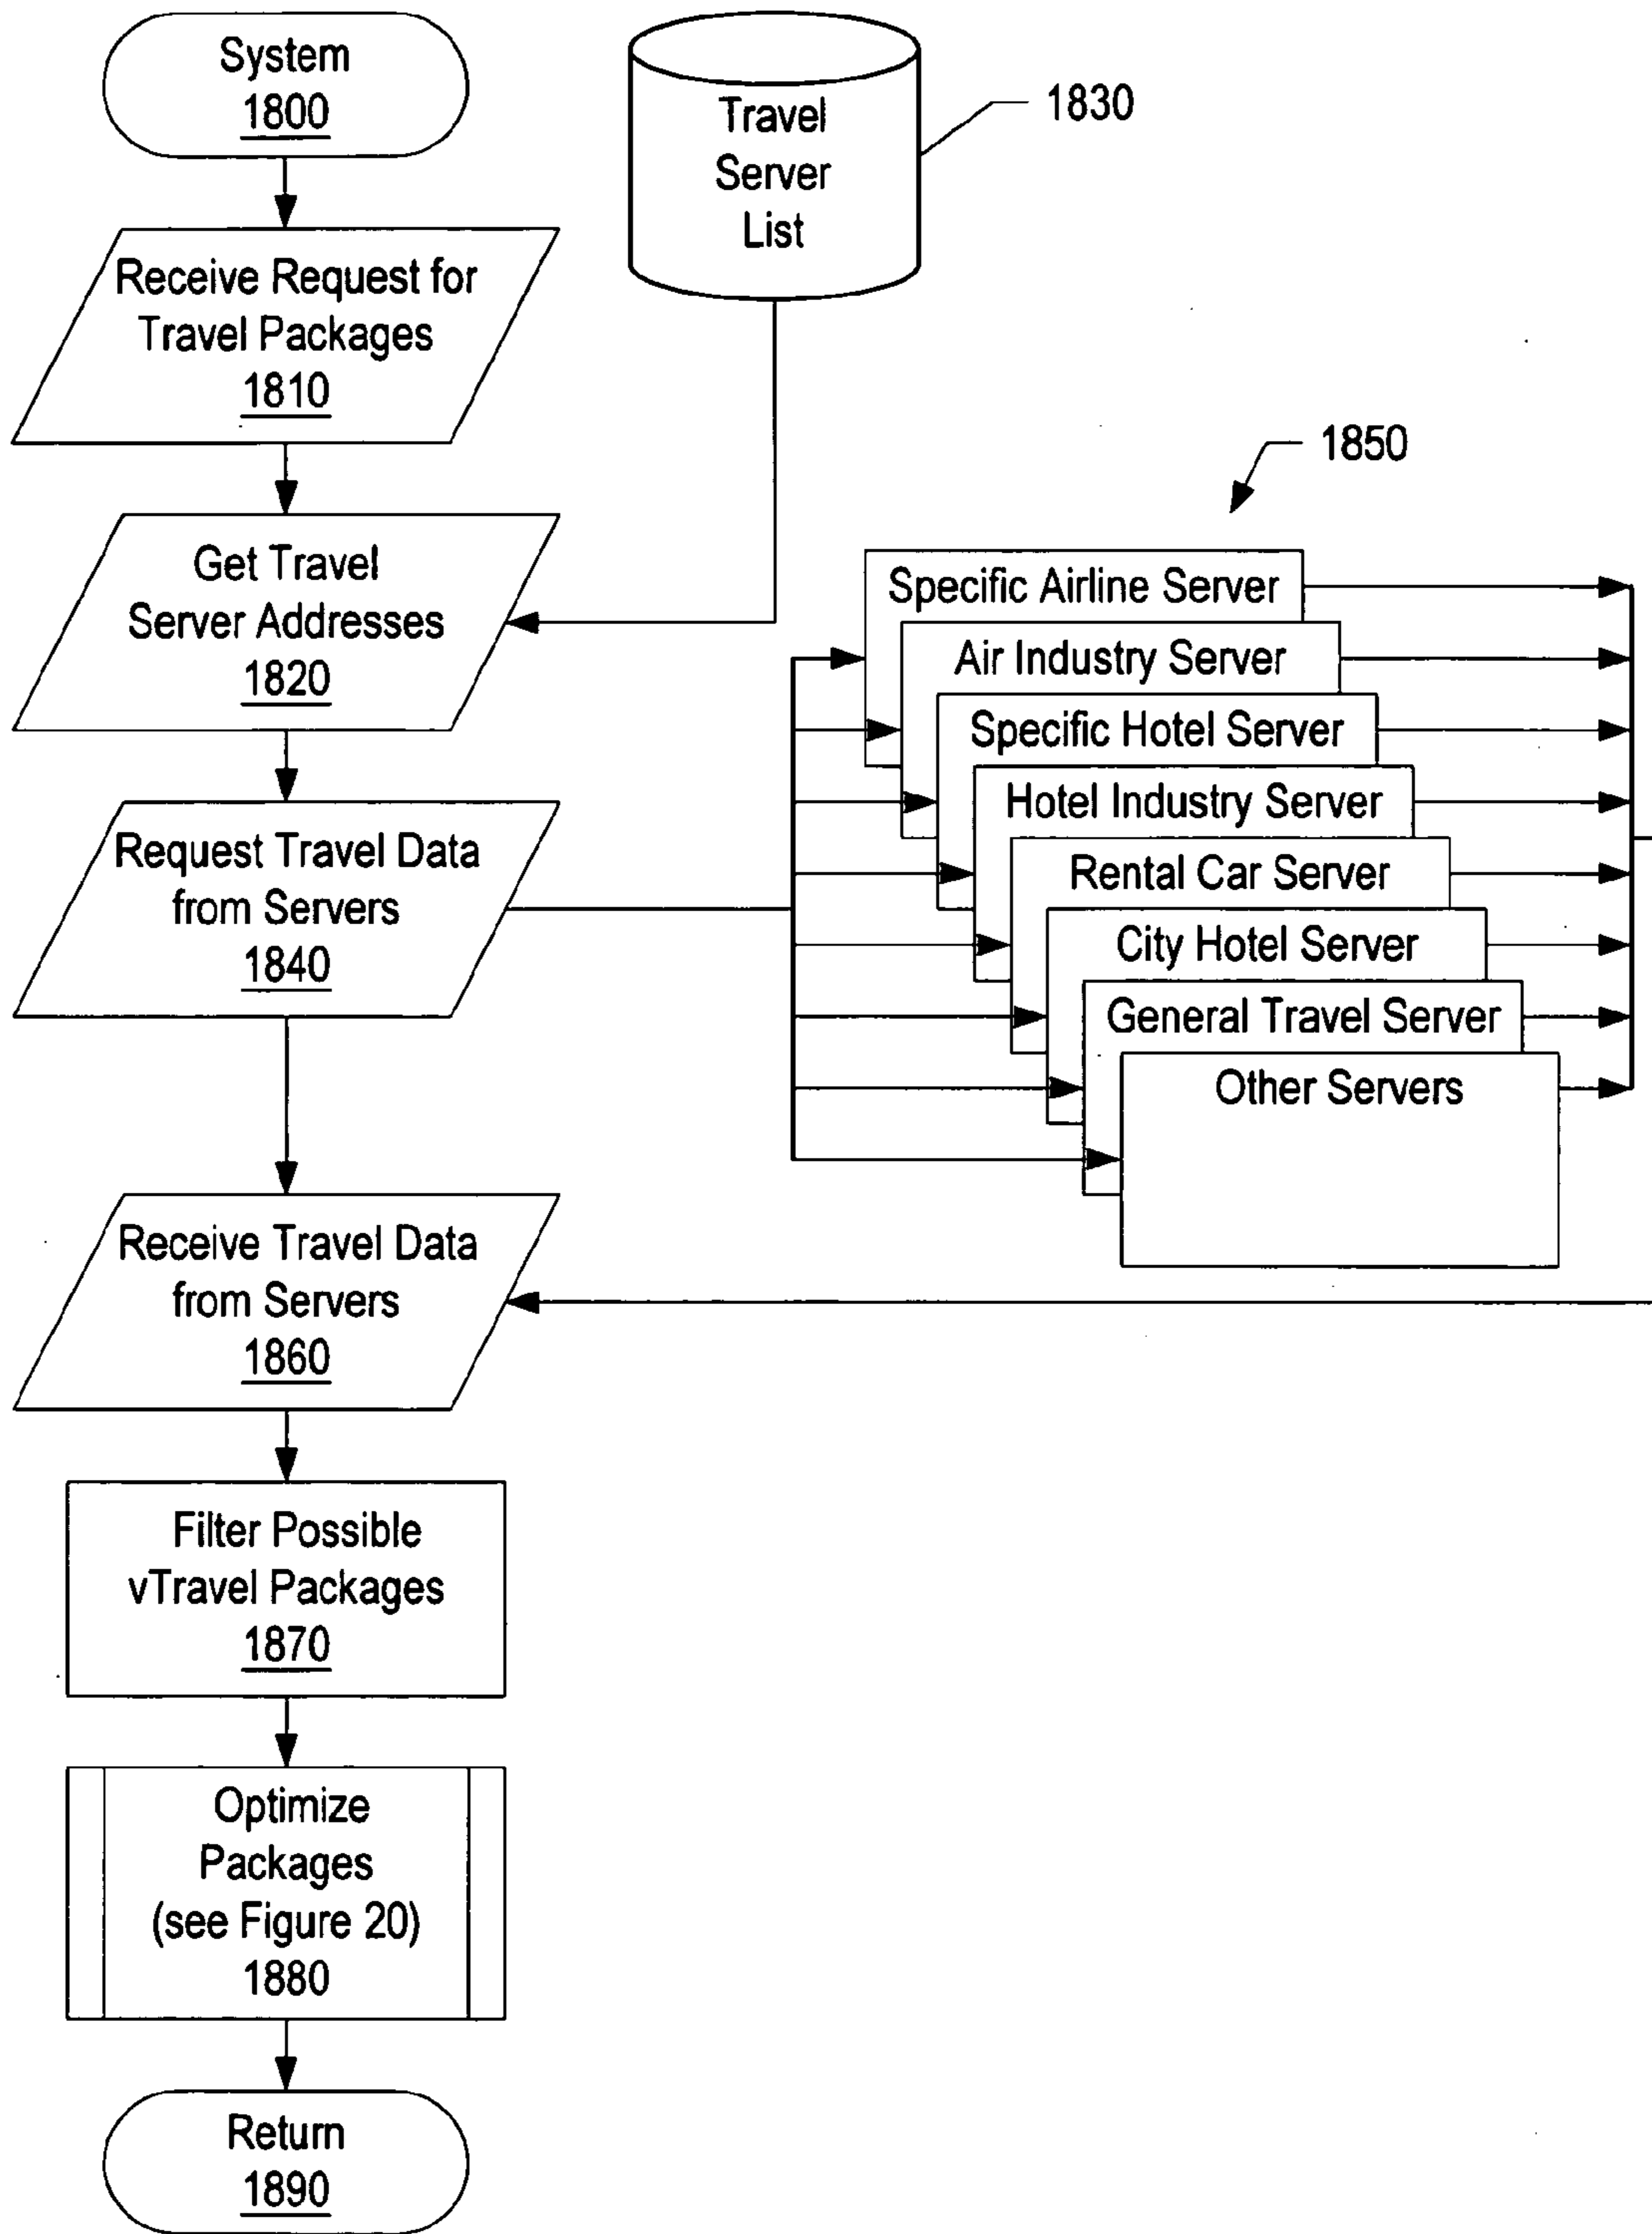 System
1800
Travel
Server
List
1830
Receive Request for
Travel Packages
1810
1850
Get Travel
Server Addresses
1820
Specific Airline Server
Air Industry Server
Specific Hotel Server
Hotel Industry Server
Rental Car Server
City Hotel Server
General Travel Server
Other Servers
Request Travel Data
from Servers
1840
Receive Travel Data
from Servers
1860
Filter Possible
vTravel Packages
1870
Optimize
Packages
(see Figure 20)
1880
Return
1890